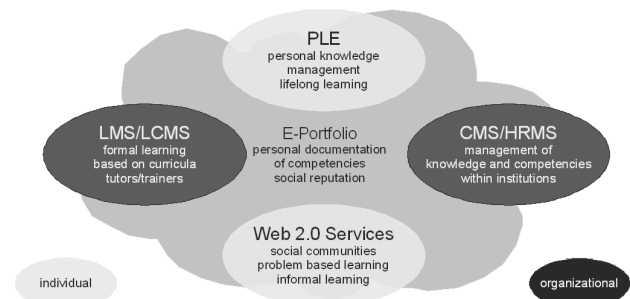 PLE
personal knowledge
management
lifelong learning
LMS/LCMS
formal learning
based on curricula
tutors/trainers
E-Portfolio
personal documentation
of competencies
social reputation
CMS/HRMS
management of
knowledge and competencies
within institutions
Web 2.0 Services
social communities
problem based learning
informal learning
individual
organizational